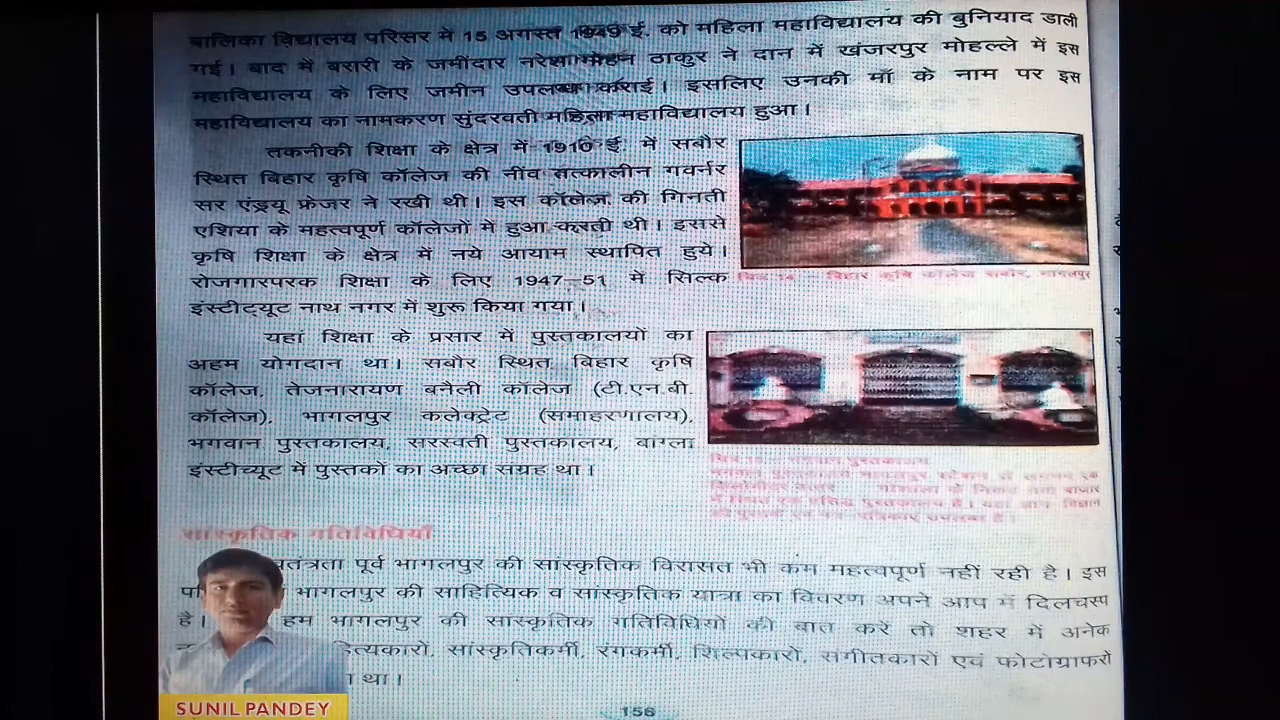 बालिका विद्यालय परिसर में 15 अगस्त 1949 ई. को महिला महाविद्यालय की बुनियाद डाली
गई। बाद में बरारी के जमींदार नरेश मोहन ठाकुर ने दान में खंजरपुर मोहल्ले में इस
महाविद्यालय के लिए जमीन उपलब्ध कराई। इसलिए उनकी माँ के नाम पर इस
महाविद्यालय का नामकरण सुंदरवती महिला महाविद्यालय हुआ।
तकनीकी शिक्षा के क्षेत्र में 1910 ई. में सबौर
स्थित बिहार कृषि कॉलेज की नींव तत्कालीन गवर्नर
सर एंड्रयू फ्रेजर ने रखी थी। इस कॉलेज की गिनती
एशिया के महत्वपूर्ण कॉलेजों में हुआ करती थी। इससे
कृषि शिक्षा के क्षेत्र में नये आयाम स्थापित हुये।
रोजगारपरक शिक्षा के लिए 1947–51 में सिल्क
इंस्टीट्यूट नाथ नगर में शुरू किया गया।
चित्र 14 बिहार कृषि कॉलेज सबौर, भागलपुर
यहां शिक्षा के प्रसार में पुस्तकालयों का
अहम योगदान था। सबौर स्थित बिहार कृषि
कॉलेज, तेजनारायण बनैली कॉलेज (टी.एन.बी.
कॉलेज), भागलपुर कलेक्ट्रेट (समाहरणालय),
भगवान पुस्तकालय, सरस्वती पुस्तकालय, बांग्ला
इंस्टीच्यूट में पुस्तकों का अच्छा संग्रह था।
सांस्कृतिक गतिविधियाँ
तंत्रता पूर्व भागलपुर की सांस्कृतिक विरासत भी कम महत्वपूर्ण नहीं रही है। इस
भागलपुर की साहित्यिक व सांस्कृतिक यात्रा का विवरण अपने आप में दिलचस्प
है। हम भागलपुर की सांस्कृतिक गतिविधियों की बात करें तो शहर में अनेक
हित्यकारों, संास्कृतिकर्मी, रंगकर्मी, शिल्पकारों, संगीतकारों एवं फोटोग्राफरों
था।
SUNIL PANDEY
156